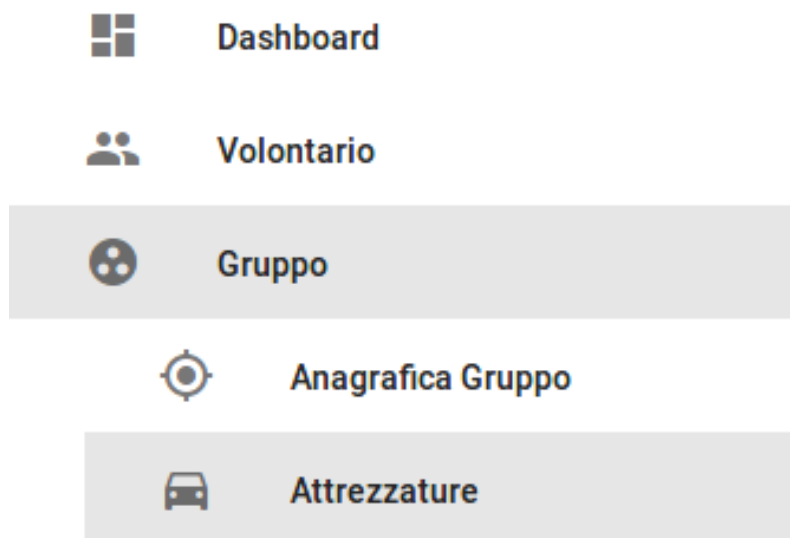 Dashboard
Volontario
Gruppo
Anagrafica Gruppo
Attrezzature